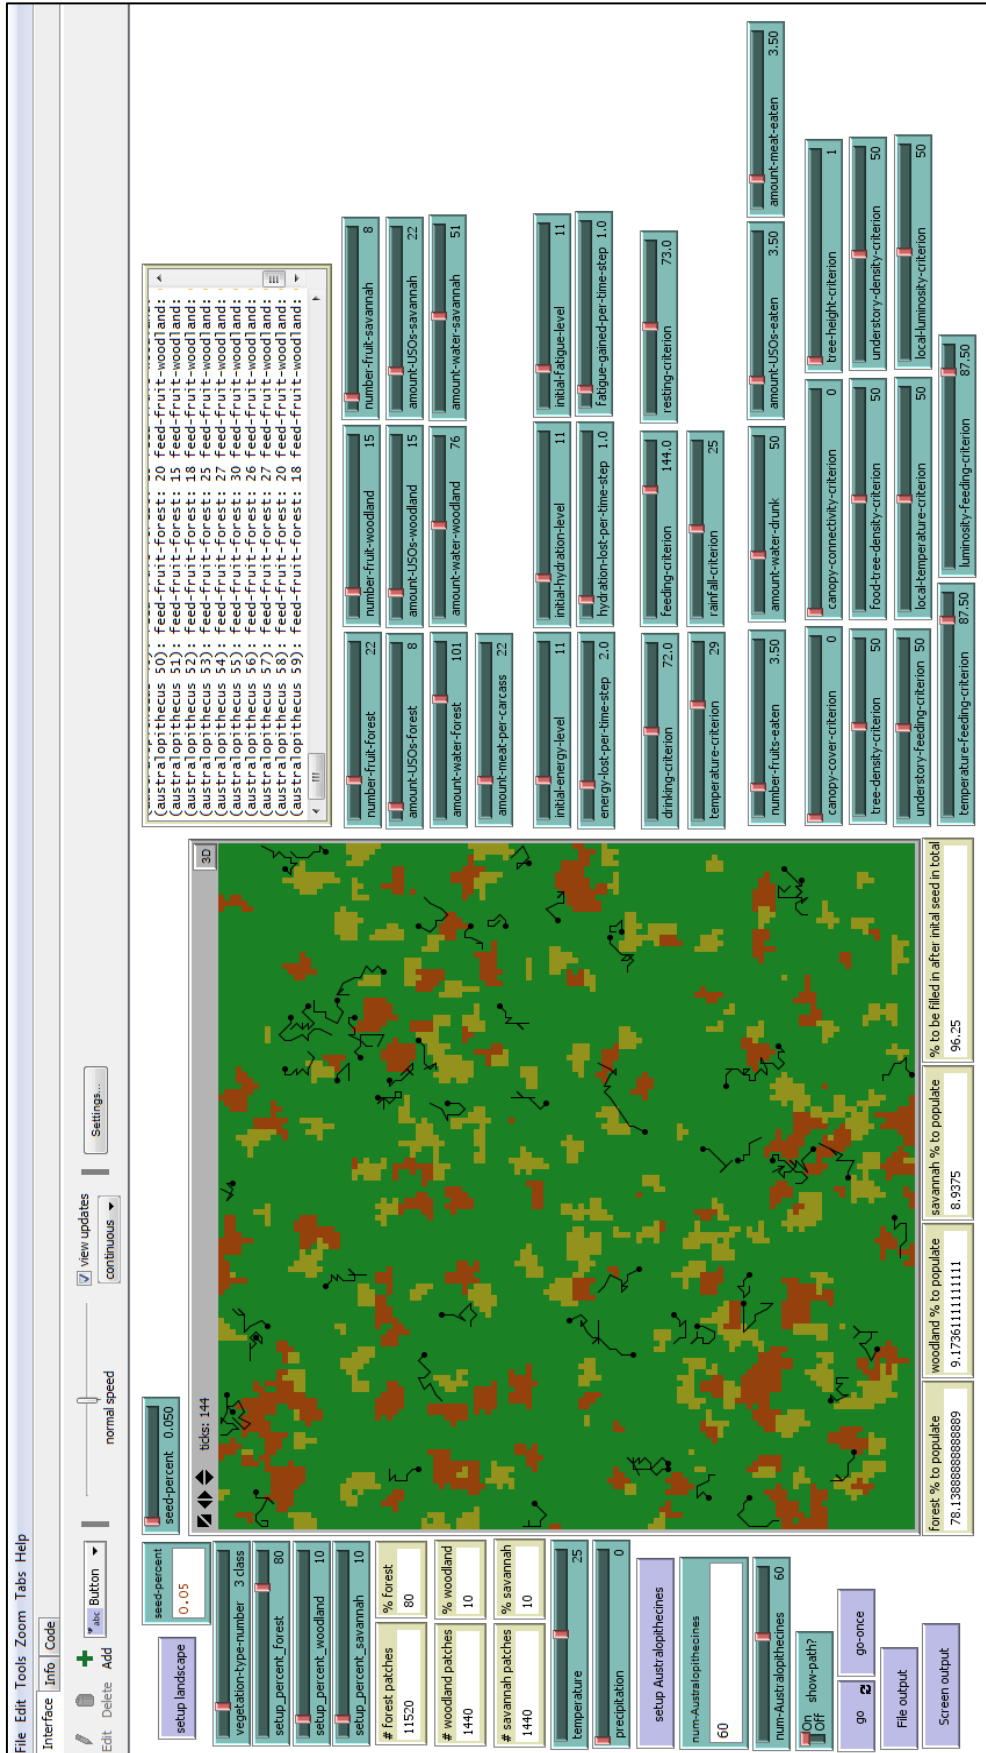 File Edit Tools Zoom Tabs Help
Interface Info Code
Edit Delete Add
abc Button
normal speed
view updates
continuous
Settings...
setup landscape
seed-percent
0.05
seed-percent 0.050
vegetation-type-number 3 class
setup_percent_forest 80
setup_percent_woodland 10
setup_percent_savannah 10
# forest patches
11520
% forest
80
# woodland patches
1440
% woodland
10
# savannah patches
1440
% savannah
10
temperature 25
precipitation 0
setup Australopithecines
num-Australopithecines
60
num-Australopithecines 60
On
Off
show-path?
go
go-once
File output
Screen output
ticks: 144
3D
forest % to populate
78.13888888888889
woodland % to populate
9.173611111111111
savannah % to populate
8.9375
% to be filled in after inital seed in total
96.25
(australopithecus 50): feed-fruit-forest: 20 feed-fruit-woodland:
(australopithecus 51): feed-fruit-forest: 15 feed-fruit-woodland:
(australopithecus 52): feed-fruit-forest: 18 feed-fruit-woodland:
(australopithecus 53): feed-fruit-forest: 25 feed-fruit-woodland:
(australopithecus 54): feed-fruit-forest: 27 feed-fruit-woodland:
(australopithecus 55): feed-fruit-forest: 30 feed-fruit-woodland:
(australopithecus 56): feed-fruit-forest: 26 feed-fruit-woodland:
(australopithecus 57): feed-fruit-forest: 27 feed-fruit-woodland:
(australopithecus 58): feed-fruit-forest: 20 feed-fruit-woodland:
(australopithecus 59): feed-fruit-forest: 18 feed-fruit-woodland:
number-fruit-forest 22
number-fruit-woodland 15
number-fruit-savannah 8
amount-USOs-forest 8
amount-USOs-woodland 15
amount-USOs-savannah 22
amount-water-forest 101
amount-water-woodland 76
amount-water-savannah 51
amount-meat-per-carcass 22
initial-energy-level 11
initial-hydration-level 11
initial-fatigue-level 11
energy-lost-per-time-step 2.0
hydration-lost-per-time-step 1.0
fatigue-gained-per-time-step 1.0
drinking-criterion 72.0
feeding-criterion 144.0
resting-criterion 73.0
temperature-criterion 29
rainfall-criterion 25
number-fruits-eaten 3.50
amount-water-drunk 50
amount-USOs-eaten 3.50
amount-meat-eaten 3.50
canopy-cover-criterion 0
canopy-connectivity-criterion 0
tree-height-criterion 1
tree-density-criterion 50
food-tree-density-criterion 50
understory-density-criterion 50
understory-feeding-criterion 50
local-temperature-criterion 50
local-luminosity-criterion 50
temperature-feeding-criterion 87.50
luminosity-feeding-criterion 87.50